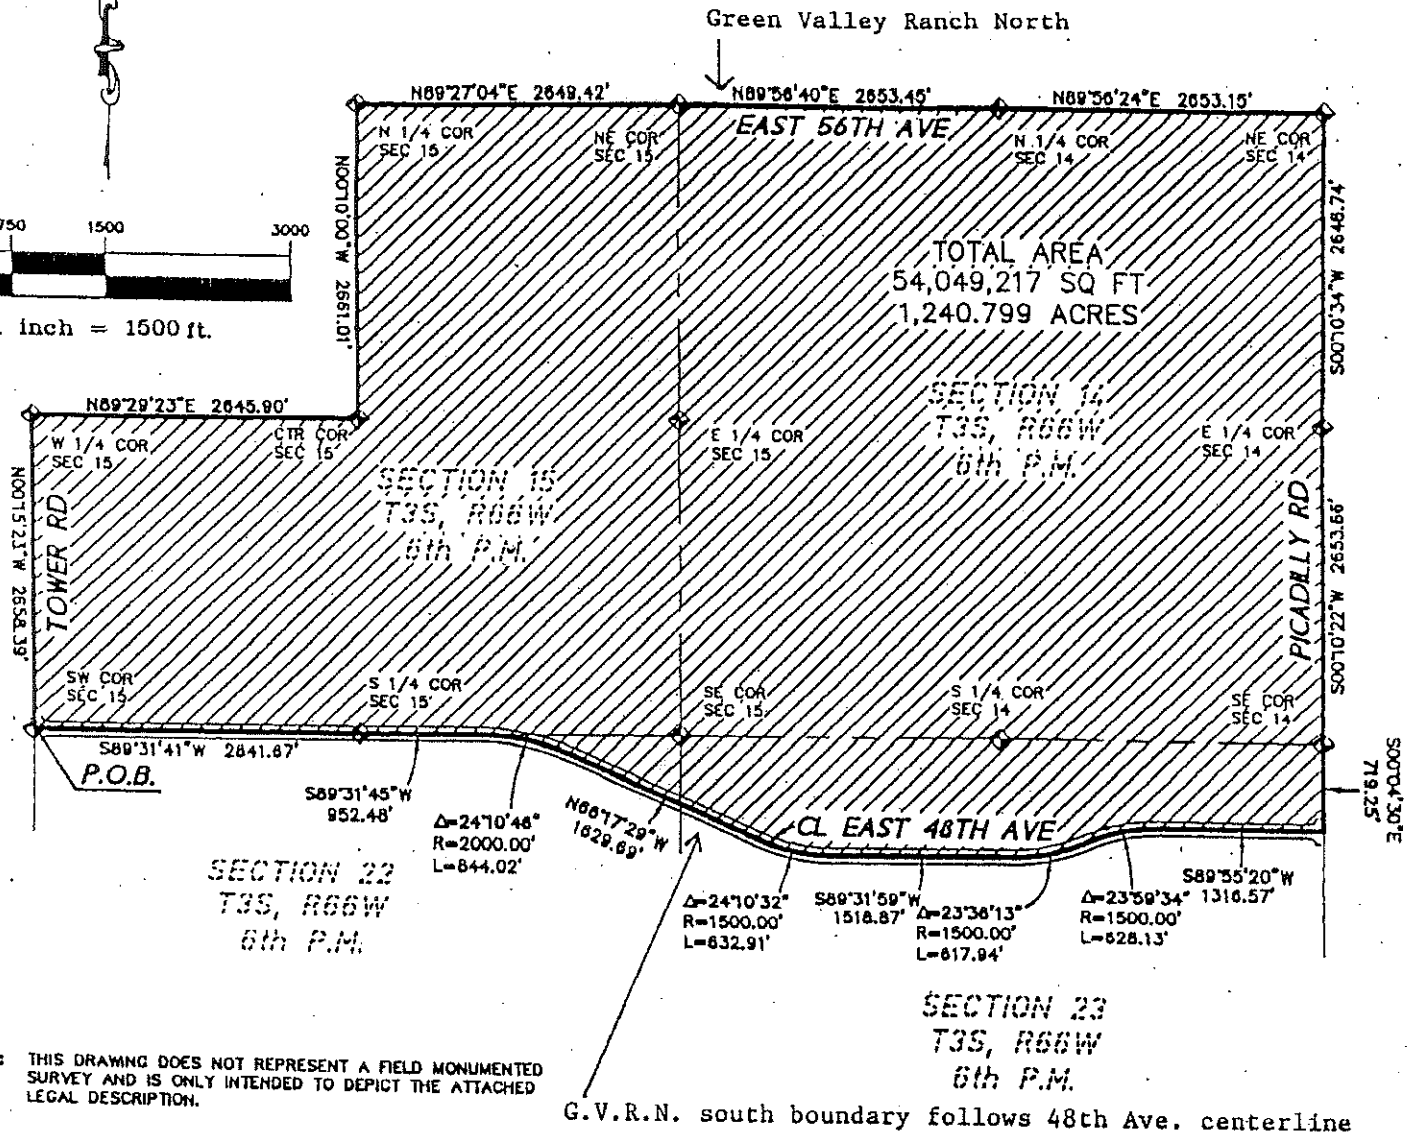 Green Valley Ranch North
N89°27'04"E 2649.42'
N89°56'40"E 2653.45'
N89°56'24"E 2653.15'
EAST 56TH AVE
N 1/4 COR
SEC 15
NE COR
SEC 15
N 1/4 COR
SEC 14
NE COR
SEC 14
N00°10'00"W 2661.01'
S00°10'34"W 2646.74'
750 1500 3000
inch = 1500 ft.
TOTAL AREA
54,049,217 SQ FT
1,240.799 ACRES
SECTION 14
T3S, R66W
6th P.M.
N89°29'23"E 2645.90'
W 1/4 COR
SEC 15
CTR COR
SEC 15
E 1/4 COR
SEC 15
E 1/4 COR
SEC 14
SECTION 15
T3S, R66W
6th P.M.
N00°15'23"W 2658.39'
TOWER RD
PICADILLY RD
S00°10'22"W 2653.66'
SW COR
SEC 15
S 1/4 COR
SEC 15
SE COR
SEC 15
S 1/4 COR
SEC 14
SE COR
SEC 14
S89°31'41"W 2641.67'
P.O.B.
S00°04'30"E
719.25'
S89°31'45"W
952.48'
Δ=24°10'46"
R=2000.00'
L=844.02'
N66°17'29"W
1629.69'
CL EAST 48TH AVE
Δ=24°10'32"
R=1500.00'
L=632.91'
S89°31'59"W
1518.87'
Δ=23°36'13"
R=1500.00'
L=617.94'
Δ=23°59'34"
R=1500.00'
L=628.13'
S89°55'20"W
1316.57'
SECTION 22
T3S, R66W
6th P.M.
SECTION 23
T3S, R66W
6th P.M.
: THIS DRAWING DOES NOT REPRESENT A FIELD MONUMENTED
SURVEY AND IS ONLY INTENDED TO DEPICT THE ATTACHED
LEGAL DESCRIPTION.
G.V.R.N. south boundary follows 48th Ave. centerline